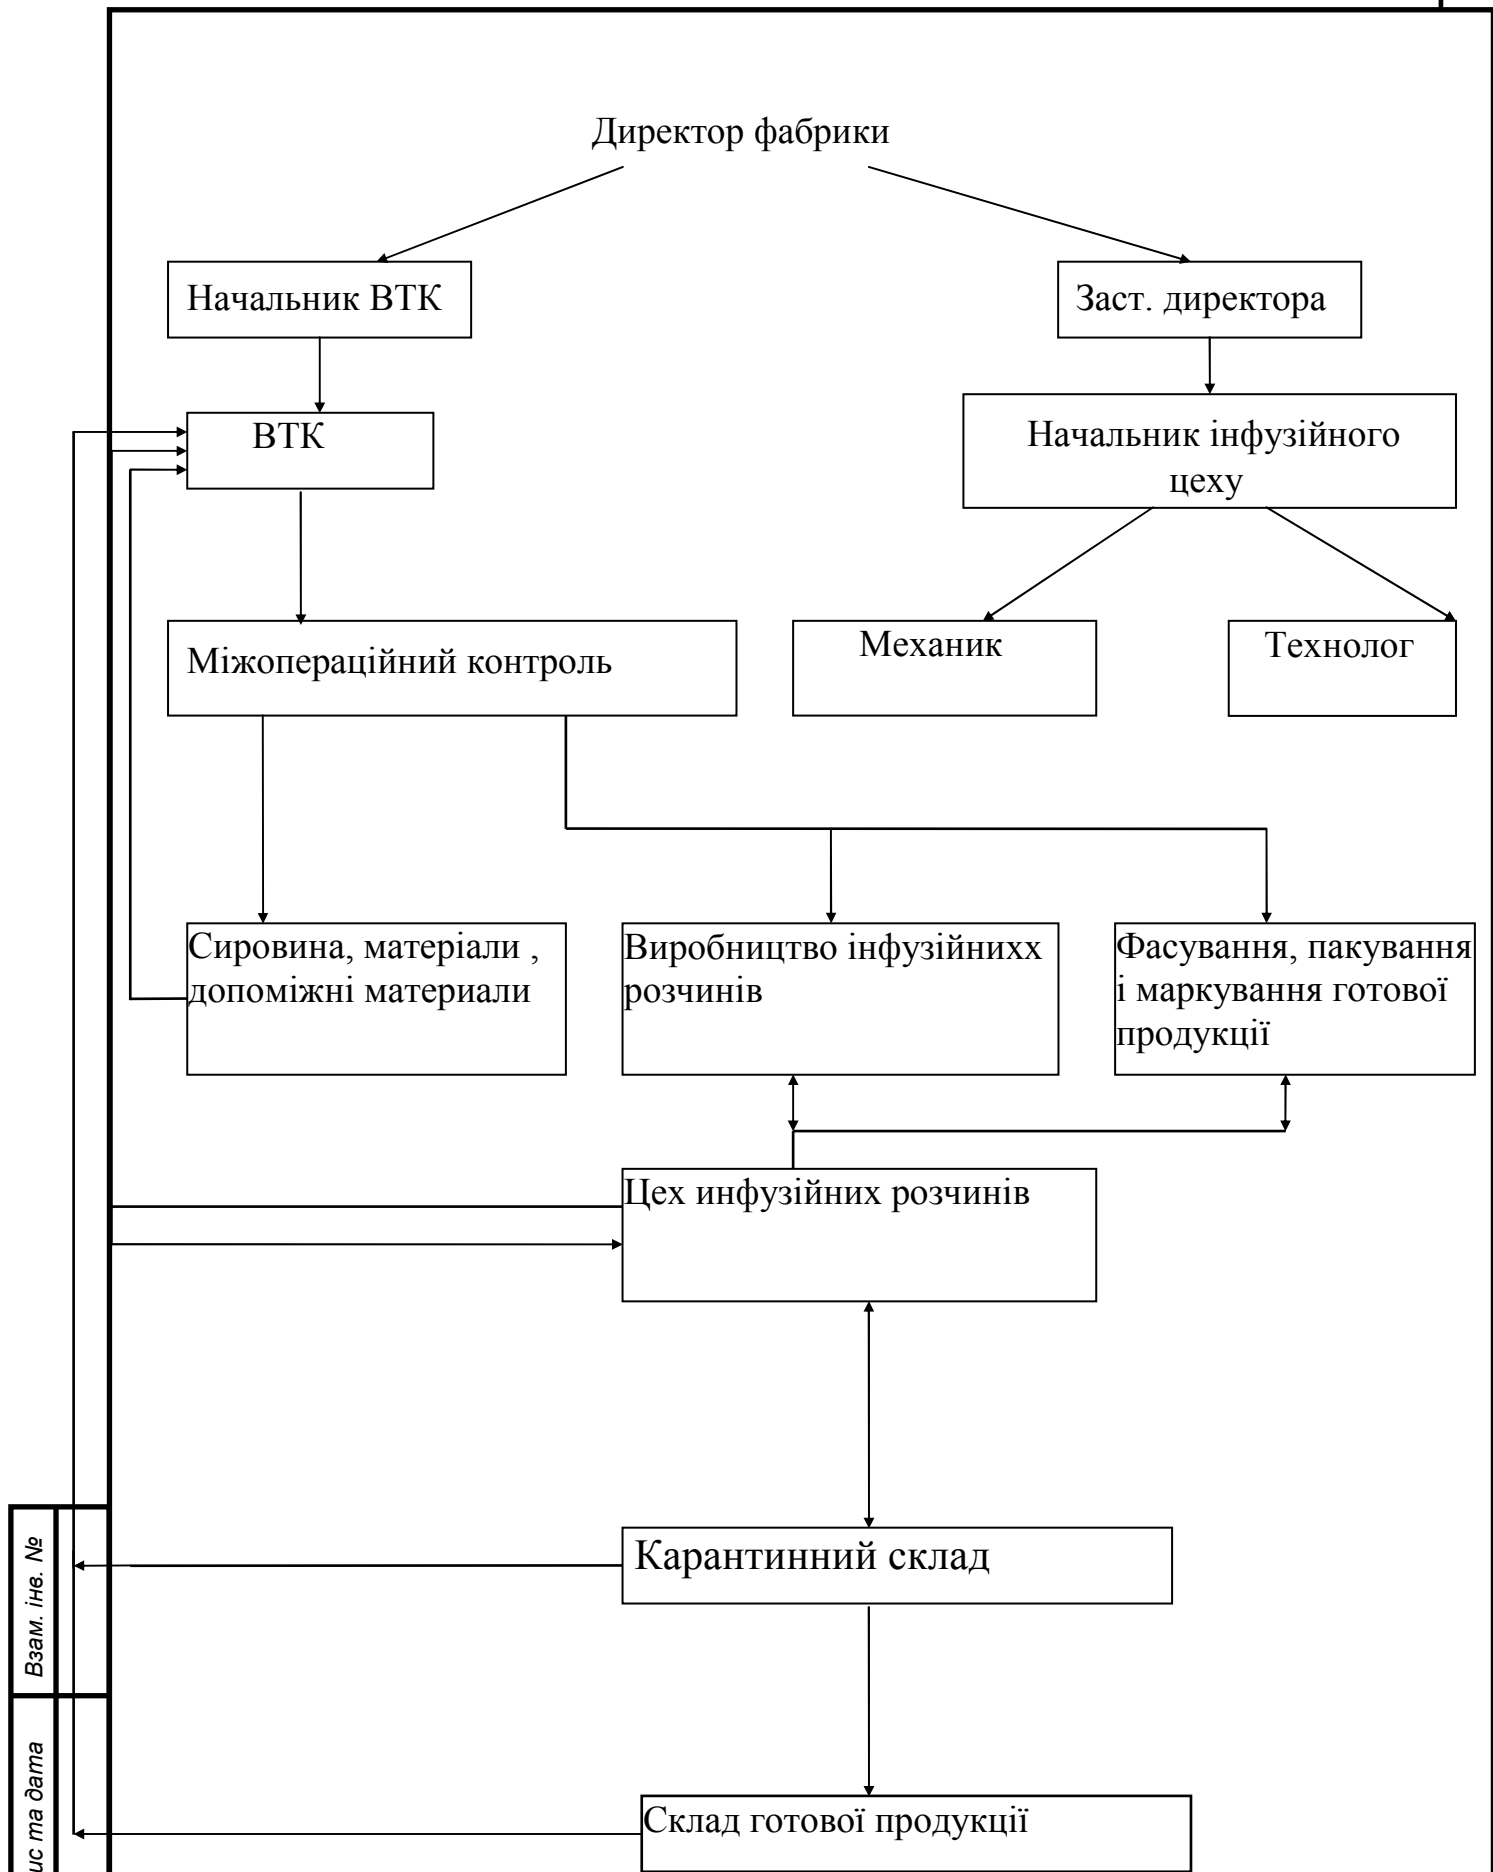 Директор фабрики
Начальник ВТК
Заст. директора
ВТК
Начальник інфузійного
цеху
Міжопераційний контроль
Механик
Технолог
Сировина, матеріали ,
допоміжні материали
Виробництво інфузійнихх
розчинів
Фасування, пакування
і маркування готової
продукції
Цех инфузійних розчинів
Карантинний склад
Склад готової продукції
Взам. інв. №
та дата